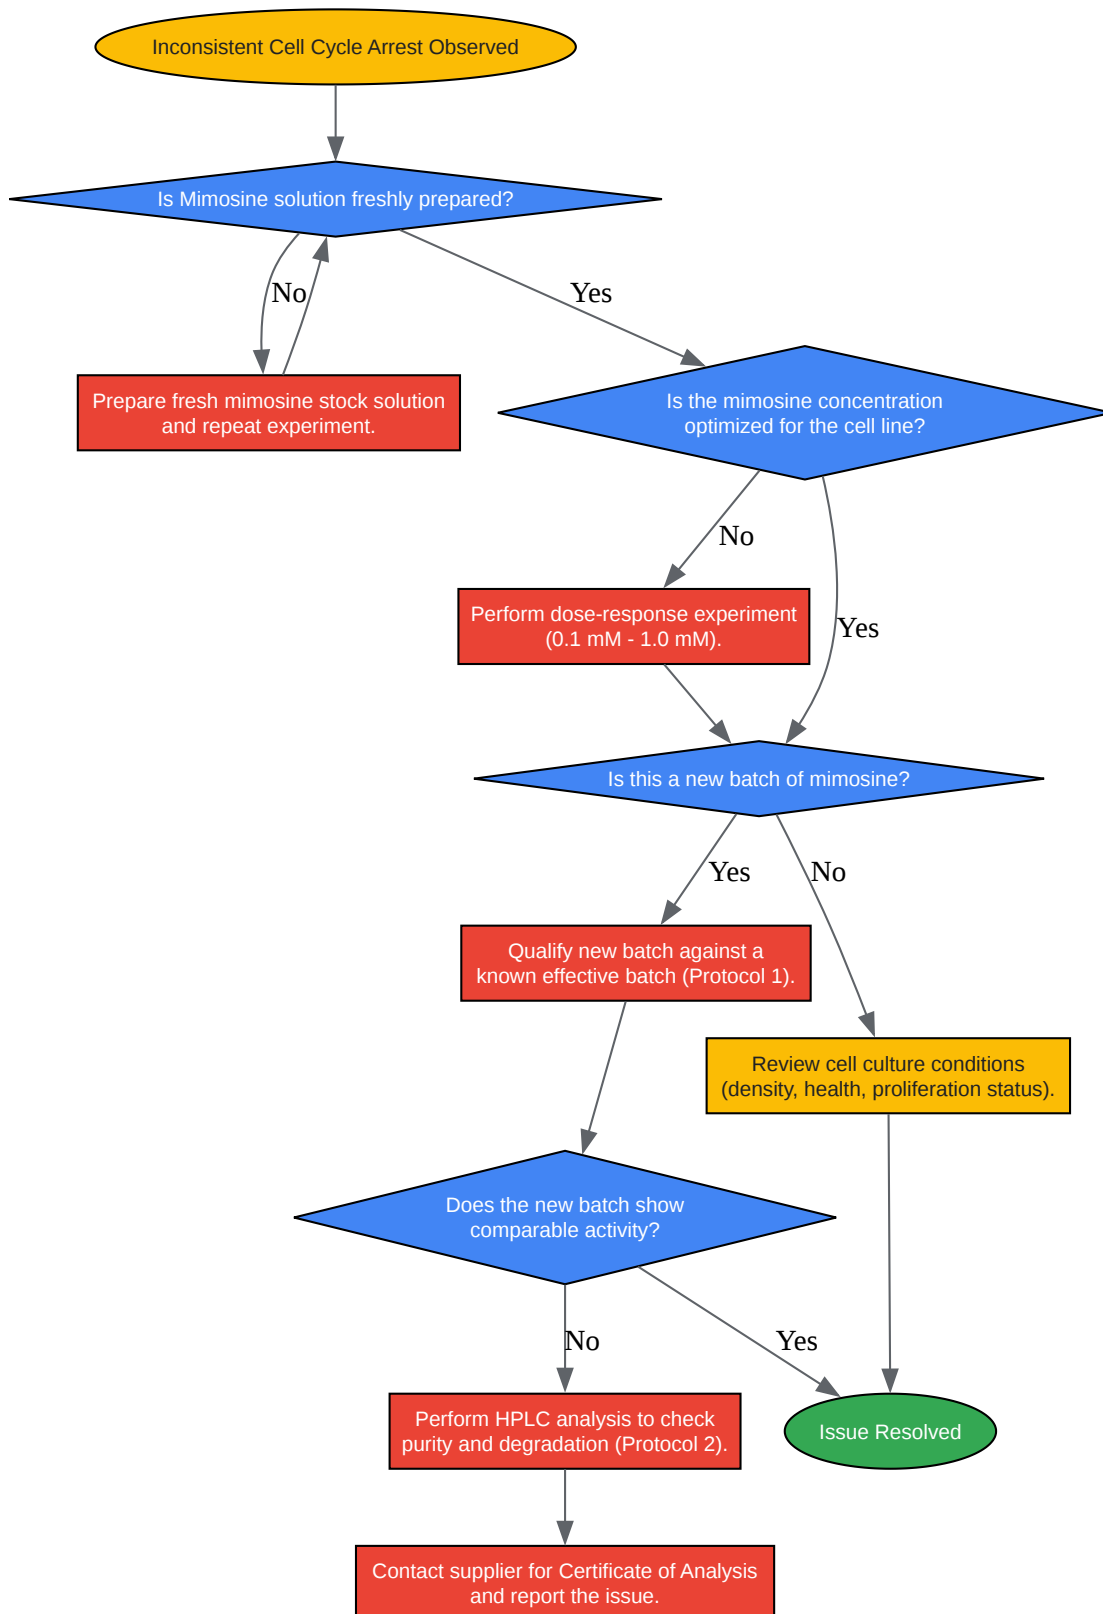 Inconsistent Cell Cycle Arrest Observed
Is Mimosine solution freshly prepared?
No
Yes
Prepare fresh mimosine stock solution
and repeat experiment.
Is the mimosine concentration
optimized for the cell line?
No
Perform dose-response experiment
(0.1 mM - 1.0 mM).
Yes
Is this a new batch of mimosine?
Yes
No
Qualify new batch against a
known effective batch (Protocol 1).
Review cell culture conditions
(density, health, proliferation status).
Does the new batch show
comparable activity?
No
Yes
Perform HPLC analysis to check
purity and degradation (Protocol 2).
Issue Resolved
Contact supplier for Certificate of Analysis
and report the issue.